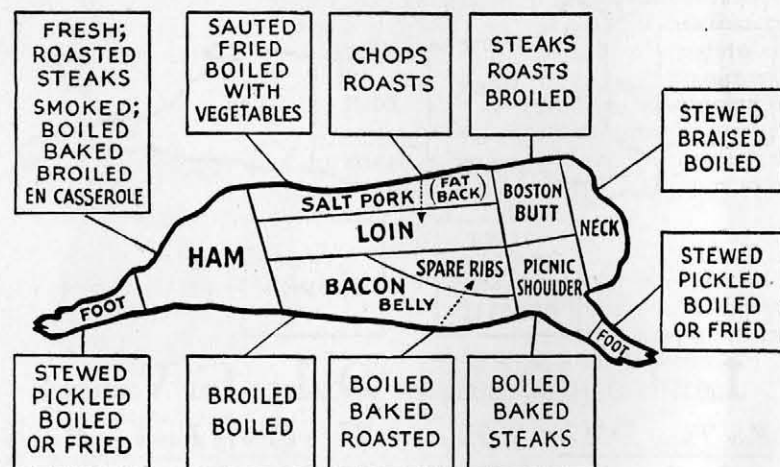 FRESH;
ROASTED
STEAKS
SMOKED;
BOILED
BAKED
BROILED
EN CASSEROLE
SAUTED
FRIED
BOILED
WITH
VEGETABLES
CHOPS
ROASTS
STEAKS
ROASTS
BROILED
STEWED
BRAISED
BOILED
SALT PORK
(FAT
BACK)
BOSTON
BUTT
NECK
LOIN
HAM
SPARE RIBS
PICNIC
SHOULDER
BACON
BELLY
FOOT
FOOT
STEWED
PICKLED
BOILED
OR FRIED
STEWED
PICKLED
BOILED
OR FRIED
BROILED
BOILED
BOILED
BAKED
ROASTED
BOILED
BAKED
STEAKS